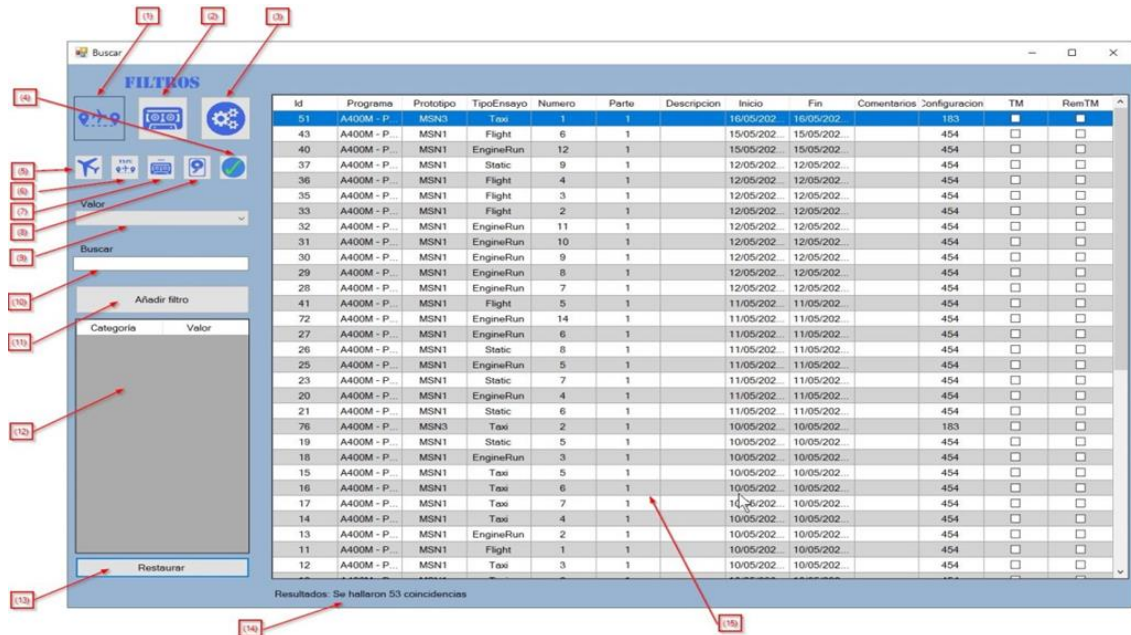 (1)
(2)
(3)
Buscar
FILTROS
(4)
(5)
(6)
(7)
(8)
Valor
(9)
Buscar
(10)
Añadir filtro
(11)
Categoría Valor
(12)
Restaurar
(13)
Id Programa Prototipo TipoEnsayo Numero Parte Descripcion Inicio Fin Comentarios Configuracion TM RemTM
51 A400M - P... MSN3 Taxi 1 1 16/05/202... 16/05/202... 183
43 A400M - P... MSN1 Flight 6 1 15/05/202... 15/05/202... 454
40 A400M - P... MSN1 EngineRun 12 1 15/05/202... 15/05/202... 454
37 A400M - P... MSN1 Static 9 1 12/05/202... 12/05/202... 454
36 A400M - P... MSN1 Flight 4 1 12/05/202... 12/05/202... 454
35 A400M - P... MSN1 Flight 3 1 12/05/202... 12/05/202... 454
33 A400M - P... MSN1 Flight 2 1 12/05/202... 12/05/202... 454
32 A400M - P... MSN1 EngineRun 11 1 12/05/202... 12/05/202... 454
31 A400M - P... MSN1 EngineRun 10 1 12/05/202... 12/05/202... 454
30 A400M - P... MSN1 EngineRun 9 1 12/05/202... 12/05/202... 454
29 A400M - P... MSN1 EngineRun 8 1 12/05/202... 12/05/202... 454
28 A400M - P... MSN1 EngineRun 7 1 12/05/202... 12/05/202... 454
41 A400M - P... MSN1 Flight 5 1 11/05/202... 11/05/202... 454
72 A400M - P... MSN1 EngineRun 14 1 11/05/202... 11/05/202... 454
27 A400M - P... MSN1 EngineRun 6 1 11/05/202... 11/05/202... 454
26 A400M - P... MSN1 Static 8 1 11/05/202... 11/05/202... 454
25 A400M - P... MSN1 EngineRun 5 1 11/05/202... 11/05/202... 454
23 A400M - P... MSN1 Static 7 1 11/05/202... 11/05/202... 454
20 A400M - P... MSN1 EngineRun 4 1 11/05/202... 11/05/202... 454
21 A400M - P... MSN1 Static 6 1 11/05/202... 11/05/202... 454
76 A400M - P... MSN3 Taxi 2 1 10/05/202... 10/05/202... 183
19 A400M - P... MSN1 Static 5 1 10/05/202... 10/05/202... 454
18 A400M - P... MSN1 EngineRun 3 1 10/05/202... 10/05/202... 454
15 A400M - P... MSN1 Taxi 5 1 10/05/202... 10/05/202... 454
16 A400M - P... MSN1 Taxi 6 1 10/05/202... 10/05/202... 454
17 A400M - P... MSN1 Taxi 7 1 10/05/202... 10/05/202... 454
14 A400M - P... MSN1 Taxi 4 1 10/05/202... 10/05/202... 454
13 A400M - P... MSN1 EngineRun 2 1 10/05/202... 10/05/202... 454
11 A400M - P... MSN1 Flight 1 1 10/05/202... 10/05/202... 454
12 A400M - P... MSN1 Taxi 3 1 10/05/202... 10/05/202... 454
Resultados: Se hallaron 53 coincidencias
(14)
(15)